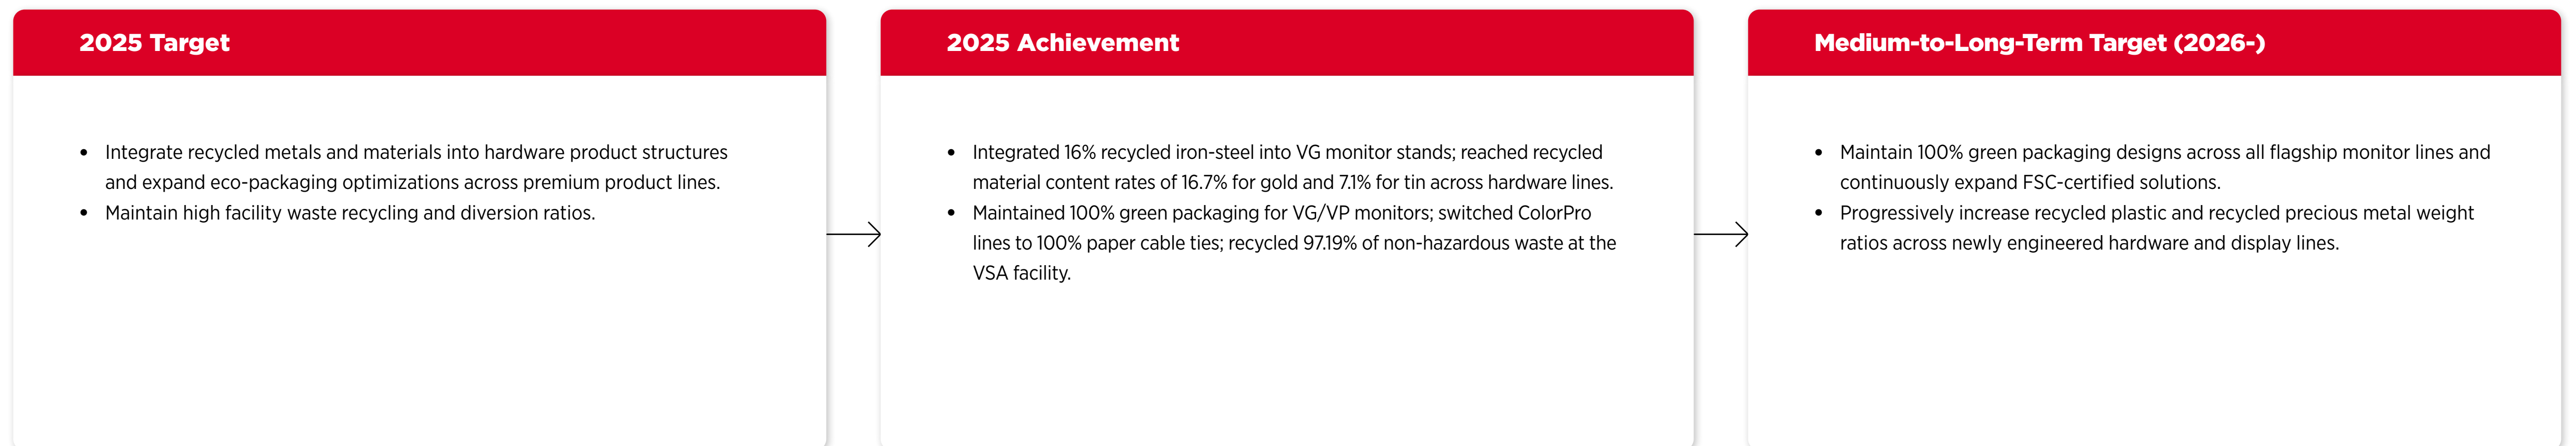 2025 Target
• Integrate recycled metals and materials into hardware product structures
and expand eco-packaging optimizations across premium product lines.
• Maintain high facility waste recycling and diversion ratios.
2025 Achievement
• Integrated 16% recycled iron-steel into VG monitor stands; reached recycled
material content rates of 16.7% for gold and 7.1% for tin across hardware lines.
• Maintained 100% green packaging for VG/VP monitors; switched ColorPro
lines to 100% paper cable ties; recycled 97.19% of non-hazardous waste at the
VSA facility.
Medium-to-Long-Term Target (2026-)
• Maintain 100% green packaging designs across all flagship monitor lines and
continuously expand FSC-certified solutions.
• Progressively increase recycled plastic and recycled precious metal weight
ratios across newly engineered hardware and display lines.